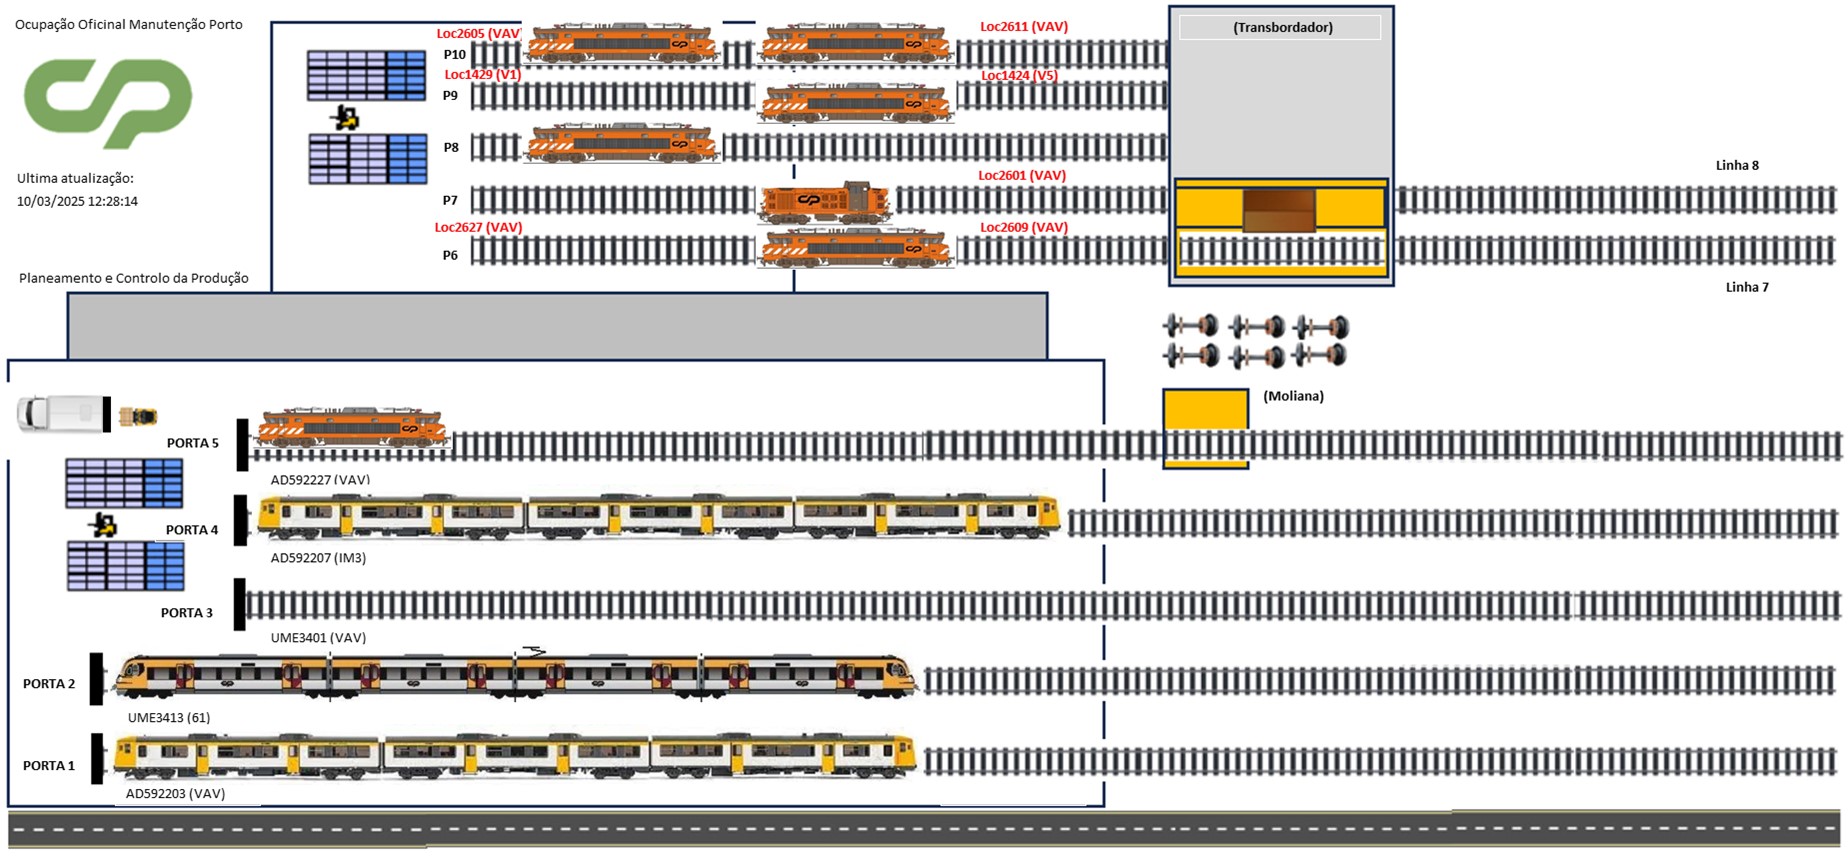 Ocupação Oficinal Manutenção Porto
Ultima atualização:
10/03/2025 12:28:14
Planeamento e Controlo da Produção
Loc2605 (VAV)
Loc2611 (VAV)
P10
Loc1429 (V1)
Loc1424 (V5)
P9
P8
Loc2601 (VAV)
P7
Loc2627 (VAV)
Loc2609 (VAV)
P6
(Transbordador)
Linha 8
Linha 7
(Moliana)
PORTA 5
AD592227 (VAV)
PORTA 4
AD592207 (IM3)
PORTA 3
UME3401 (VAV)
PORTA 2
UME3413 (61)
PORTA 1
AD592203 (VAV)